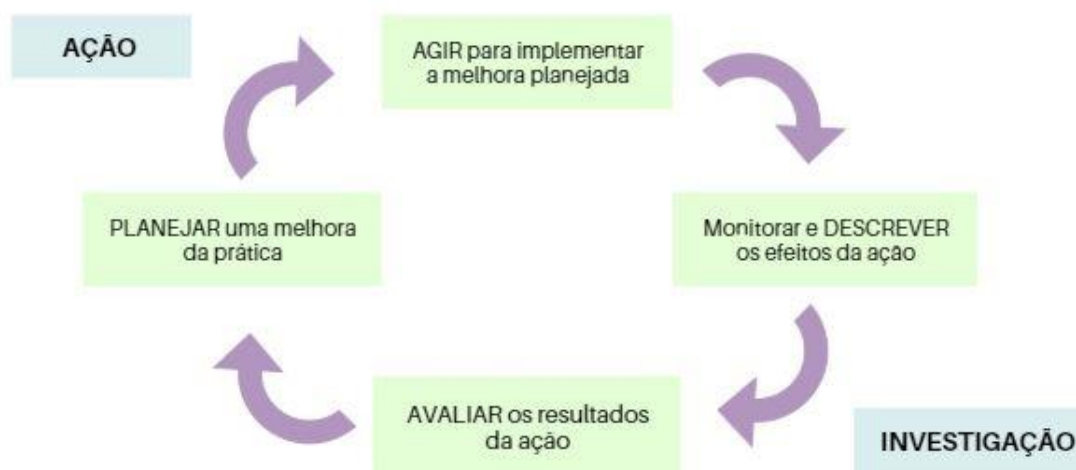 AÇÃO
AGIR para implementar
a melhora planejada
PLANEJAR uma melhora
da prática
Monitorar e DESCREVER
os efeitos da ação
AVALIAR os resultados
da ação
INVESTIGAÇÃO